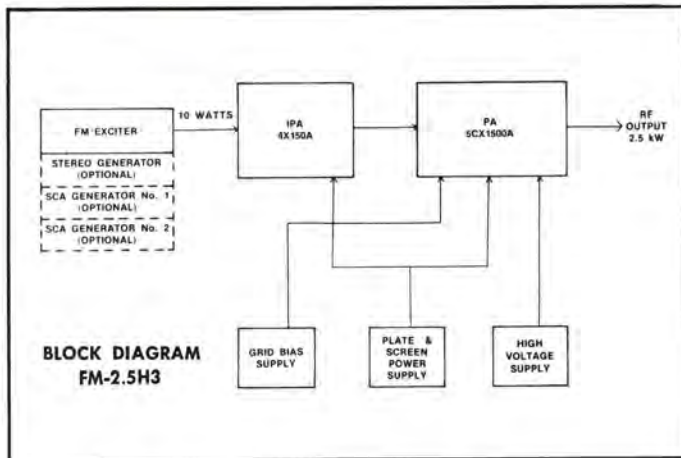 FM EXCITER
STEREO GENERATOR
(OPTIONAL)
SCA GENERATOR No. 1
(OPTIONAL)
SCA GENERATOR No. 2
(OPTIONAL)
10 WATTS
IPA
4X150A
PA
5CX1500A
RF
OUTPUT
2.5 kW
GRID BIAS
SUPPLY
PLATE &
SCREEN
POWER
SUPPLY
HIGH
VOLTAGE
SUPPLY
BLOCK DIAGRAM
FM-2.5H3